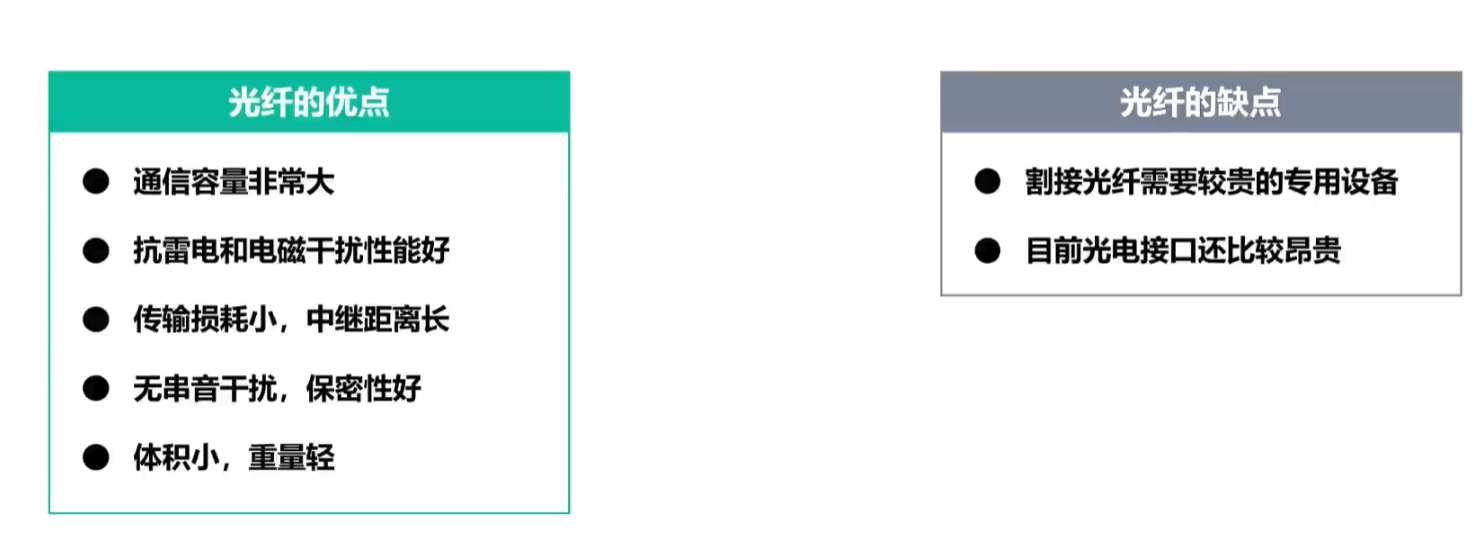 光纤的优点
通信容量非常大
抗雷电和电磁干扰性能好
传输损耗小，中继距离长
无串音干扰，保密性好
体积小，重量轻
光纤的缺点
割接光纤需要较贵的专用设备
目前光电接口还比较昂贵